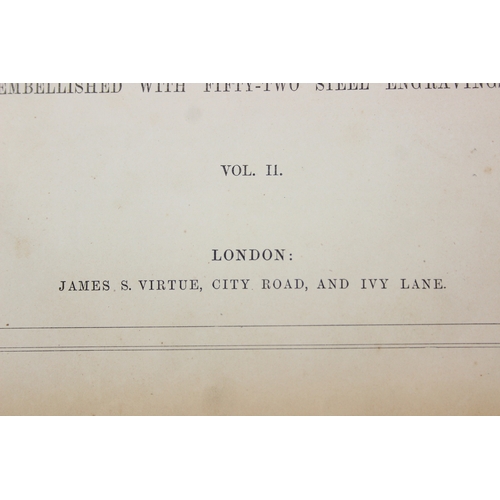 EMBELLISHED WITH FIFTY-TWO STEEL ENGRAVINGS
VOL. II.
LONDON:
JAMES S. VIRTUE, CITY ROAD, AND IVY LANE.